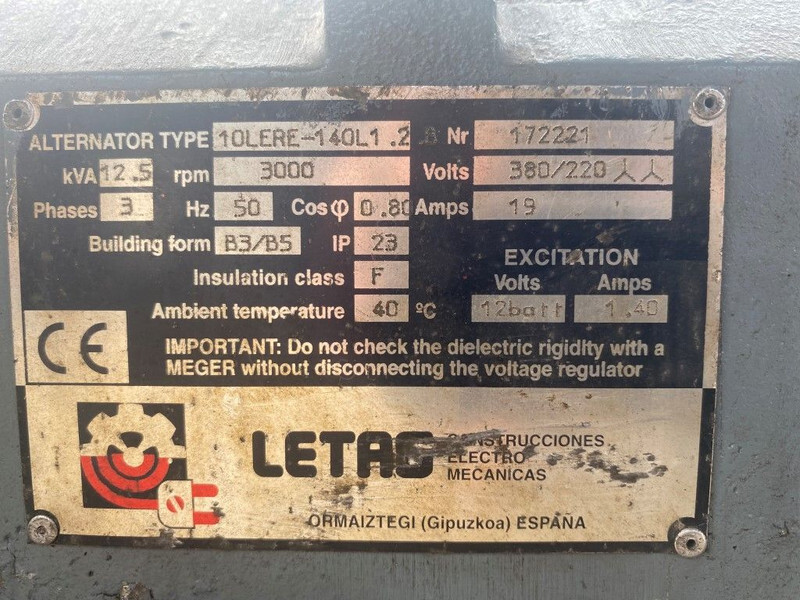 ALTERNATOR TYPE 10LERE-140L1.2 Nr 172221
kVA 12.5 rpm 3000 Volts 380/220
Phases 3 Hz 50 Cos φ 0.80 Amps 19
Building form B3/B5 IP 23
EXCITATION
Insulation class F Volts Amps
Ambient temperature 40 ºC 12batt 1.40
CE
IMPORTANT: Do not check the dielectric rigidity with a
MEGER without disconnecting the voltage regulator
LETAG CONSTRUCCIONES
ELECTRO
MECANICAS
ORMAIZTEGI (Gipuzkoa) ESPAÑA